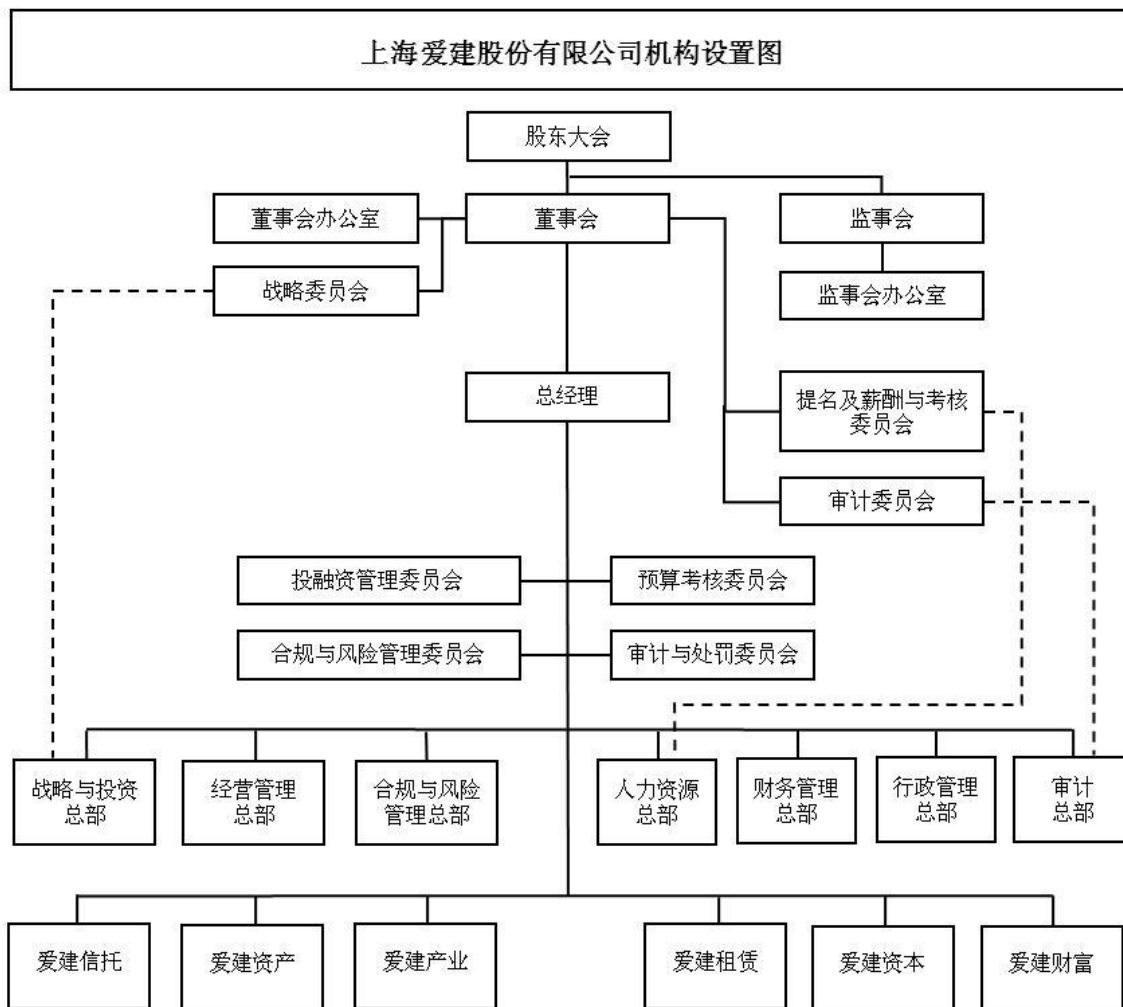 上海爱建股份有限公司机构设置图
股东大会
董事会办公室
董事会
监事会
战略委员会
监事会办公室
总经理
提名及薪酬与考核
委员会
审计委员会
投融资管理委员会
预算考核委员会
合规与风险管理委员会
审计与处罚委员会
战略与投资
总部
经营管理
总部
合规与风险
管理总部
人力资源
总部
财务管理
总部
行政管理
总部
审计
总部
爱建信托
爱建资产
爱建产业
爱建租赁
爱建资本
爱建财富